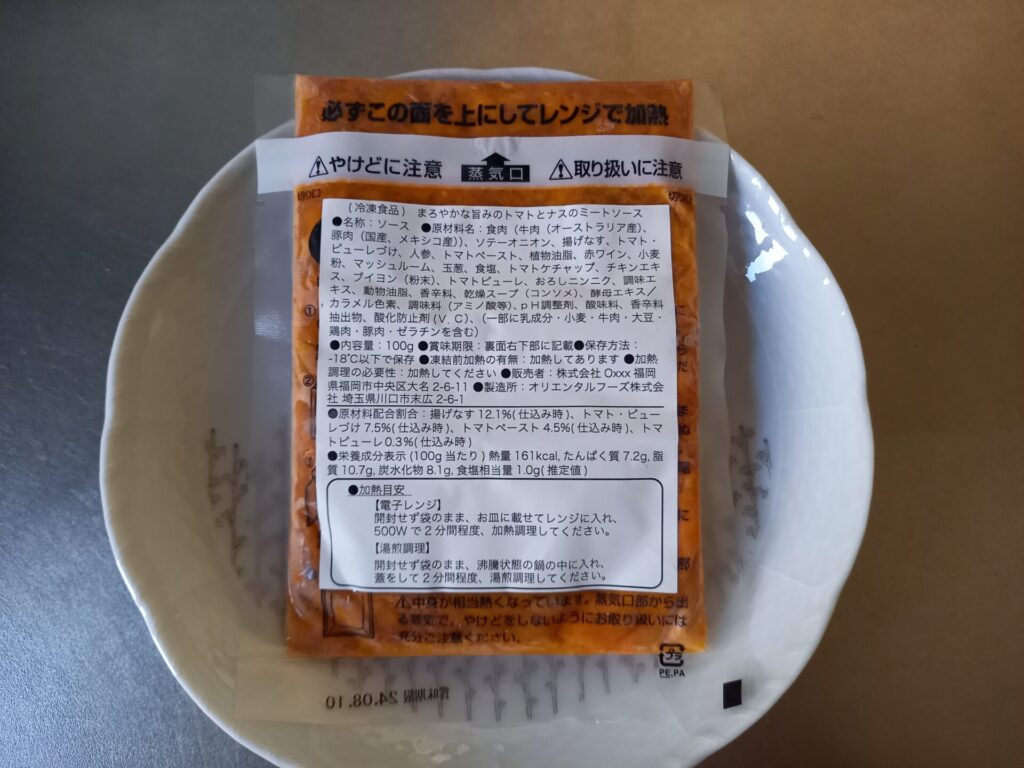 必ずこの面を上にしてレンジで加熱
⚠やけどに注意 蒸気口 ⚠取り扱いに注意
切り口 切り口
(冷凍食品) まろやかな旨みのトマトとナスのミートソース
●名称:ソース ●原材料名:食肉(牛肉(オーストラリア産)、
豚肉(国産、メキシコ産))、ソテーオニオン、揚げなす、トマト・
ピューレづけ、人参、トマトペースト、植物油脂、赤ワイン、小麦
粉、マッシュルーム、玉葱、食塩、トマトケチャップ、チキンエキ
ス、ブイヨン(粉末)、トマトピューレ、おろしニンニク、調味エ
キス、動物油脂、香辛料、乾燥スープ(コンソメ)、酵母エキス/
カラメル色素、調味料(アミノ酸等)、pH調整剤、酸味料、香辛料
抽出物、酸化防止剤(V.C)、(一部に乳成分・小麦・牛肉・大豆・
鶏肉・豚肉・ゼラチンを含む)
●内容量:100g ●賞味期限:裏面右下部に記載●保存方法:
-18℃以下で保存 ●凍結前加熱の有無:加熱してあります ●加熱
調理の必要性:加熱してください ●販売者:株式会社 Oxxx 福岡
県福岡市中央区大名 2-6-11 ●製造所:オリエンタルフーズ株式会
社 埼玉県川口市末広 2-6-1
●原材料配合割合:揚げなす 12.1%(仕込み時)、トマト・ピュー
レづけ 7.5%(仕込み時)、トマトペースト 4.5%(仕込み時)、トマ
トピューレ 0.3%(仕込み時)
●栄養成分表示(100g 当たり)熱量 161kcal, たんぱく質 7.2g, 脂
質 10.7g, 炭水化物 8.1g, 食塩相当量 1.0g(推定値)
●加熱目安
【電子レンジ】
開封せず袋のまま、お皿に載せてレンジに入れ、
500W で 2 分間程度、加熱調理してください。
【湯煎調理】
開封せず袋のまま、沸騰状態の鍋の中に入れ、
蓋をして 2 分間程度、湯煎調理してください。
⚠中身が相当熱くなっています。蒸気口部から出
る蒸気で、やけどをしないようにお取り扱いには
充分ご注意ください。
プラ
PE,PA
賞味期限 24.08.10